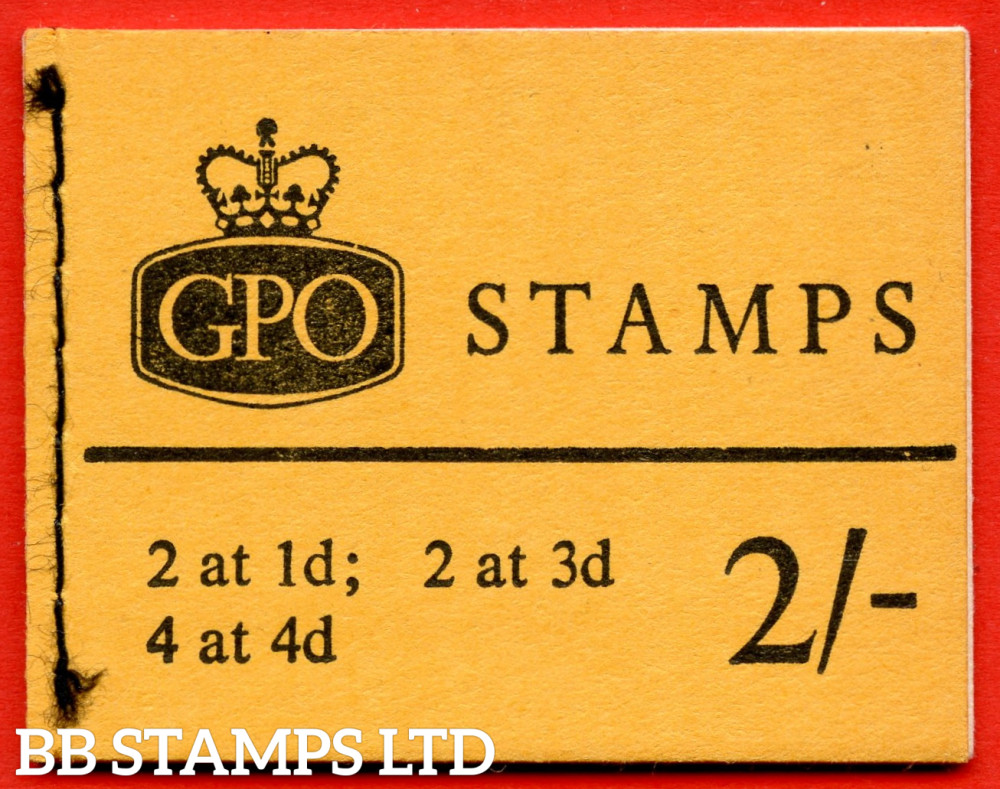 GPO STAMPS
2 at 1d; 2 at 3d
4 at 4d
2/-
BB STAMPS LTD